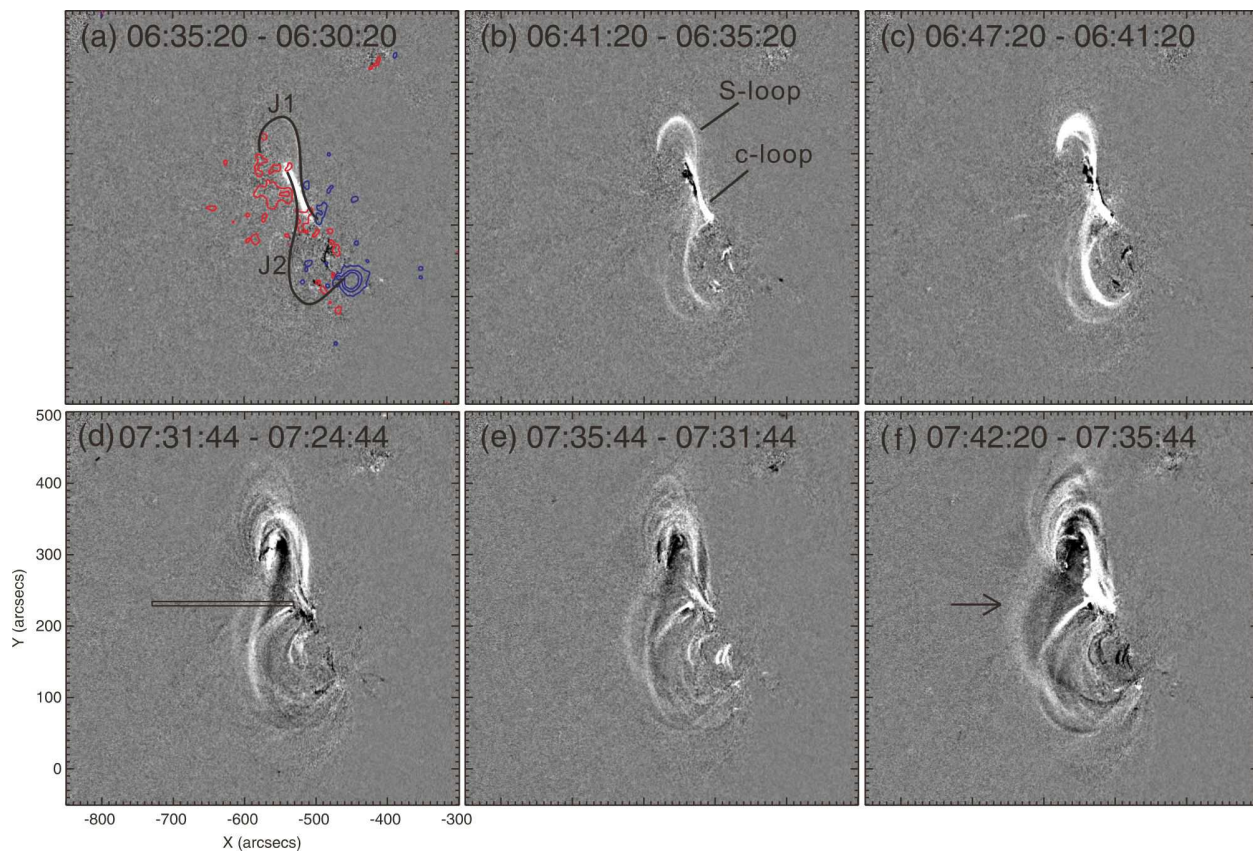 (a) 06:35:20 - 06:30:20
(b) 06:41:20 - 06:35:20
(c) 06:47:20 - 06:41:20
J1
J2
S-loop
c-loop
(d) 07:31:44 - 07:24:44
(e) 07:35:44 - 07:31:44
(f) 07:42:20 - 07:35:44
500
400
300
200
100
0
Y (arcsecs)
-800 -700 -600 -500 -400 -300
X (arcsecs)